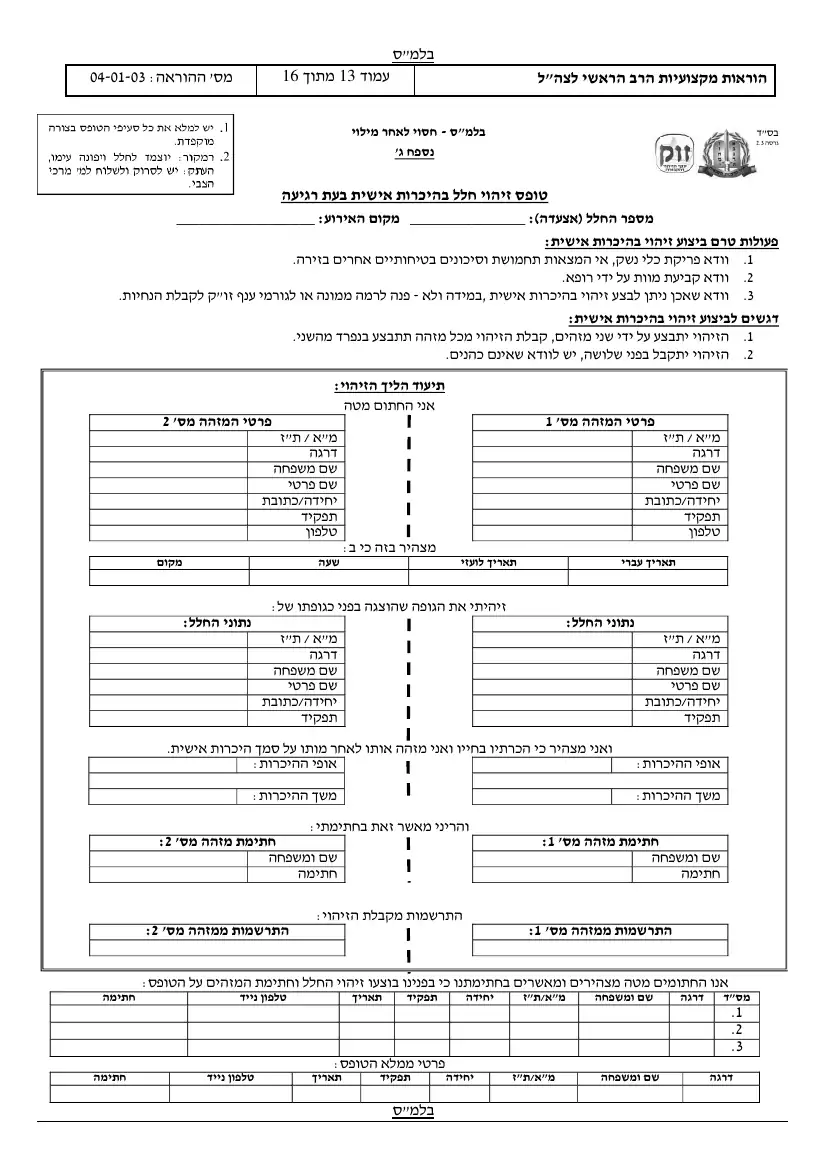 בלמ״ס
הוראות מקצועיות הרב הראשי לצה״ל עמוד 13 מתוך 16 מס׳ ההוראה: 04-01-03
בס״ד
גרסה 2.3
זוק
בלמ״ס - חסוי לאחר מילוי
נספח ג׳
1. יש למלא את כל סעיפי הטופס בצורה
מוקפדת.
2. רמקור: יוצמד לחלל ויפונה עימו,
העתק: יש לסרוק ולשלוח למ׳ מרכי
הצבי.
טופס זיהוי חלל בהיכרות אישית בעת רגיעה
מספר החלל (אצעדה): ________________ מקום האירוע: ___________________
פעולות טרם ביצוע זיהוי בהיכרות אישית:
1. וודא פריקת כלי נשק, אי המצאות תחמושת וסיכונים בטיחותיים אחרים בזירה.
2. וודא קביעת מוות על ידי רופא.
3. וודא שאכן ניתן לבצע זיהוי בהיכרות אישית ,במידה ולא - פנה לרמה ממונה או לגורמי ענף זו״ק לקבלת הנחיות.
דגשים לביצוע זיהוי בהיכרות אישית:
1. הזיהוי יתבצע על ידי שני מזהים, קבלת הזיהוי מכל מזהה תתבצע בנפרד מהשני.
2. הזיהוי יתקבל בפני שלושה, יש לוודא שאינם כהנים.
תיעוד הליך הזיהוי:
אני החתום מטה
פרטי המזהה מס׳ 1 פרטי המזהה מס׳ 2
מ״א / ת״ז מ״א / ת״ז
דרגה דרגה
שם משפחה שם משפחה
שם פרטי שם פרטי
יחידה/כתובת יחידה/כתובת
תפקיד תפקיד
טלפון טלפון
מצהיר בזה כי ב:
תאריך עברי תאריך לועזי שעה מקום
זיהיתי את הגופה שהוצגה בפני כגופתו של:
נתוני החלל: נתוני החלל:
מ״א / ת״ז מ״א / ת״ז
דרגה דרגה
שם משפחה שם משפחה
שם פרטי שם פרטי
יחידה/כתובת יחידה/כתובת
תפקיד תפקיד
ואני מצהיר כי הכרתיו בחייו ואני מזהה אותו לאחר מותו על סמך היכרות אישית.
אופי ההיכרות: אופי ההיכרות:
משך ההיכרות: משך ההיכרות:
והריני מאשר זאת בחתימתי:
חתימת מזהה מס׳ 1: חתימת מזהה מס׳ 2:
שם ומשפחה שם ומשפחה
חתימה חתימה
התרשמות מקבלת הזיהוי:
התרשמות ממזהה מס׳ 1: התרשמות ממזהה מס׳ 2:
אנו החתומים מטה מצהירים ומאשרים בחתימתנו כי בפנינו בוצעו זיהוי החלל וחתימת המזהים על הטופס:
מס״ד דרגה שם ומשפחה מ״א/ת״ז יחידה תפקיד תאריך טלפון נייד חתימה
1.
2.
3.
פרטי ממלא הטופס:
דרגה שם ומשפחה מ״א/ת״ז יחידה תפקיד תאריך טלפון נייד חתימה
בלמ״ס